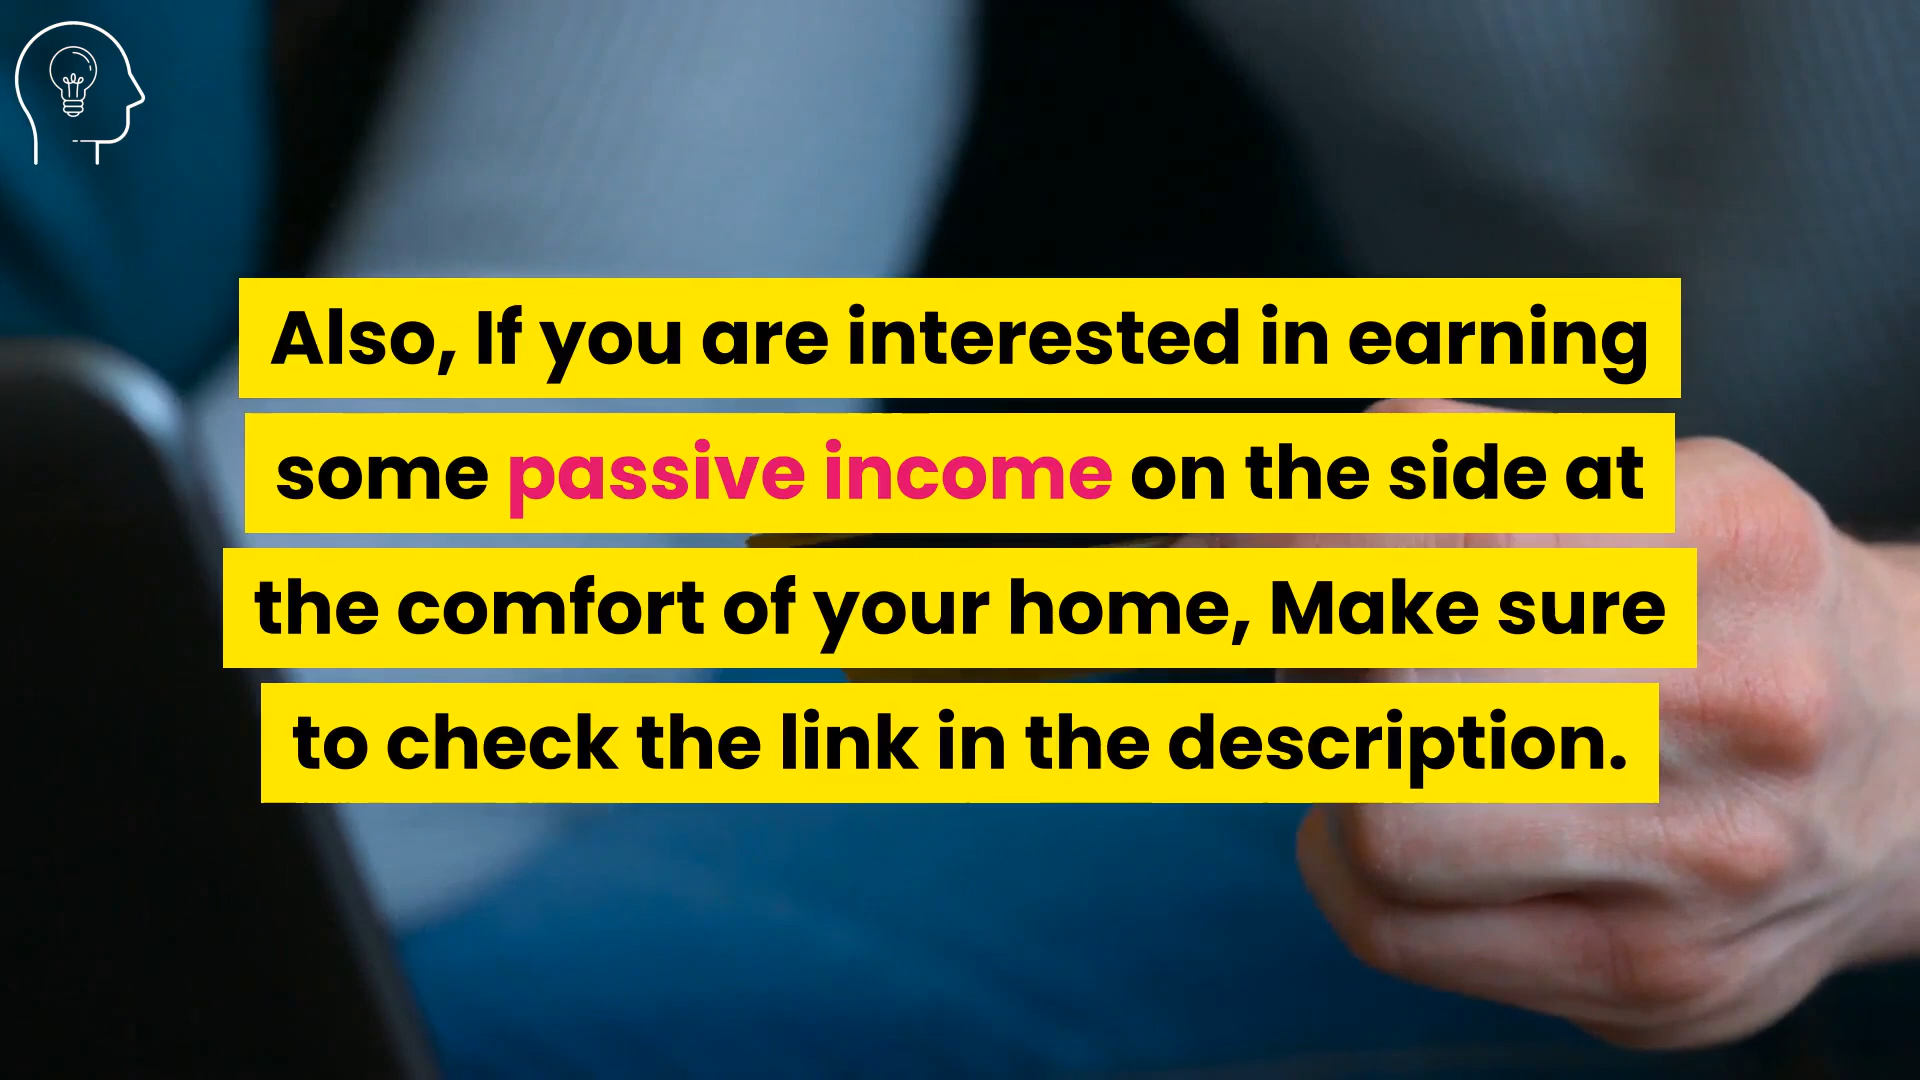 Also, If you are interested in earning
some passive income on the side at
the comfort of your home, Make sure
to check the link in the description.